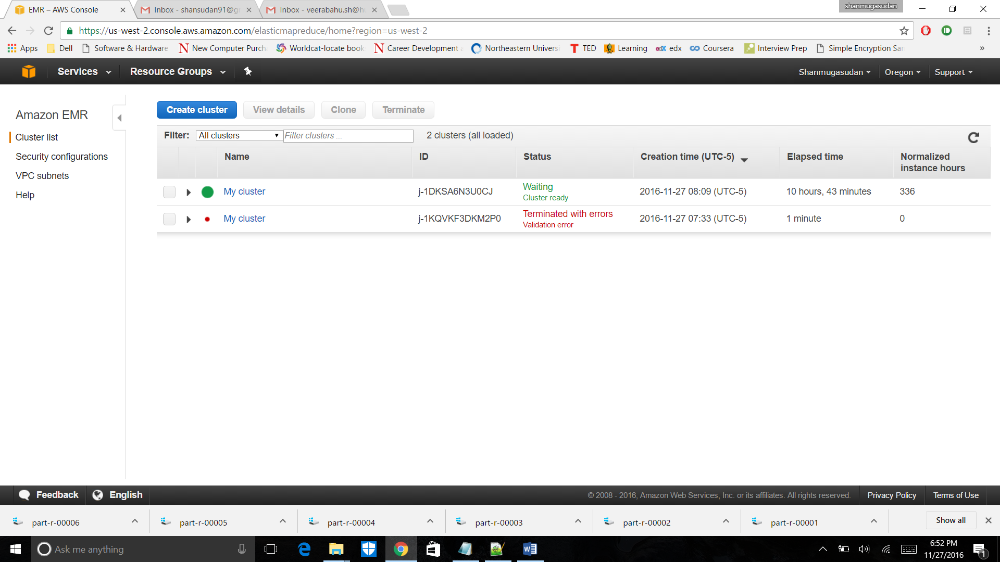 EMR – AWS Console
Inbox - shansudan91@g
Inbox - veerabahu.sh@h
shanmugasudan
https://us-west-2.console.aws.amazon.com/elasticmapreduce/home?region=us-west-2
Apps
Dell
Software & Hardware
New Computer Purch
Worldcat-locate book
Career Development
Northeastern Universi
TED
Learning
edx
Coursera
Interview Prep
Simple Encryption Sa
»
Services
Resource Groups
Shanmugasudan
Oregon
Support
Amazon EMR
Cluster list
Security configurations
VPC subnets
Help
Create cluster
View details
Clone
Terminate
Filter:
All clusters
Filter clusters ...
2 clusters (all loaded)
Name
ID
Status
Creation time (UTC-5)
Elapsed time
Normalized
instance hours
My cluster
j-1DKSA6N3U0CJ
Waiting
Cluster ready
2016-11-27 08:09 (UTC-5)
10 hours, 43 minutes
336
My cluster
j-1KQVKF3DKM2P0
Terminated with errors
Validation error
2016-11-27 07:33 (UTC-5)
1 minute
0
Feedback
English
© 2008 - 2016, Amazon Web Services, Inc. or its affiliates. All rights reserved.
Privacy Policy
Terms of Use
part-r-00006
part-r-00005
part-r-00004
part-r-00003
part-r-00002
part-r-00001
Show all
Ask me anything
6:52 PM
11/27/2016
1